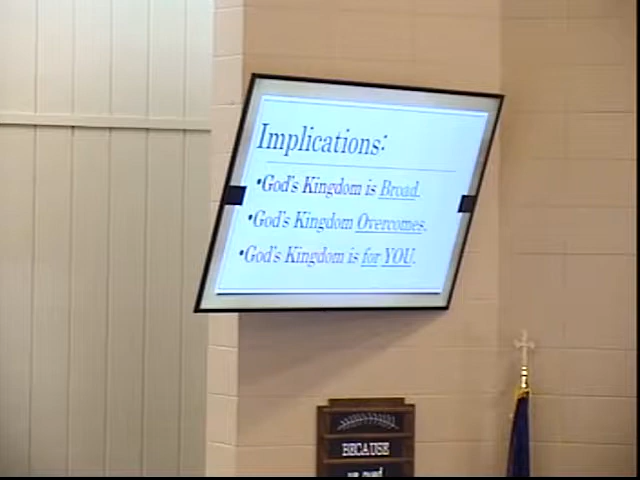 Implications:
•God's Kingdom is Broad.
•God's Kingdom Overcomes.
•God's Kingdom is for YOU.
BECAUSE